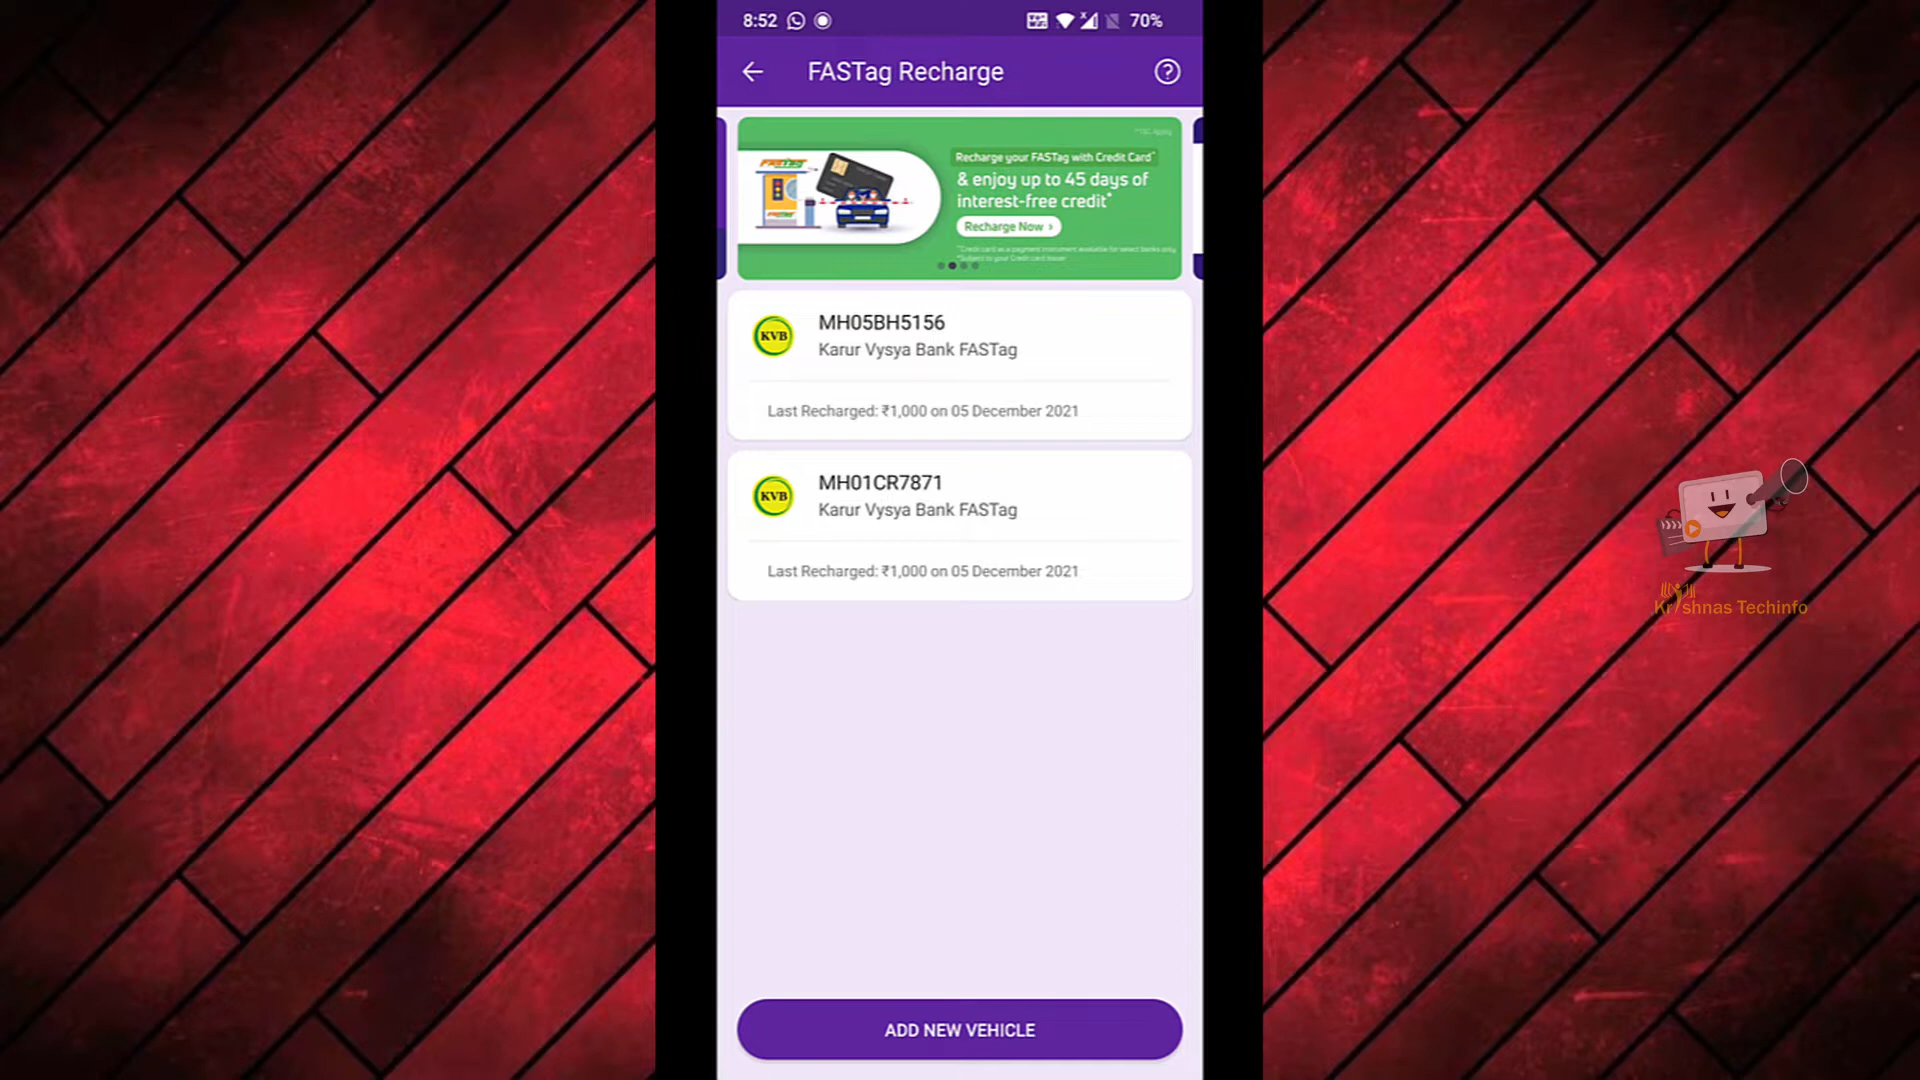 8:52
70%
FASTag Recharge
Recharge your FASTag with Credit Card*
& enjoy up to 45 days of
interest-free credit*
Recharge Now ›
*Credit card as a payment instrument available for select banks only
*Subject to your Credit card issuer
KVB
MH05BH5156
Karur Vysya Bank FASTag
Last Recharged: ₹1,000 on 05 December 2021
KVB
MH01CR7871
Karur Vysya Bank FASTag
Last Recharged: ₹1,000 on 05 December 2021
Krishnas Techinfo
ADD NEW VEHICLE